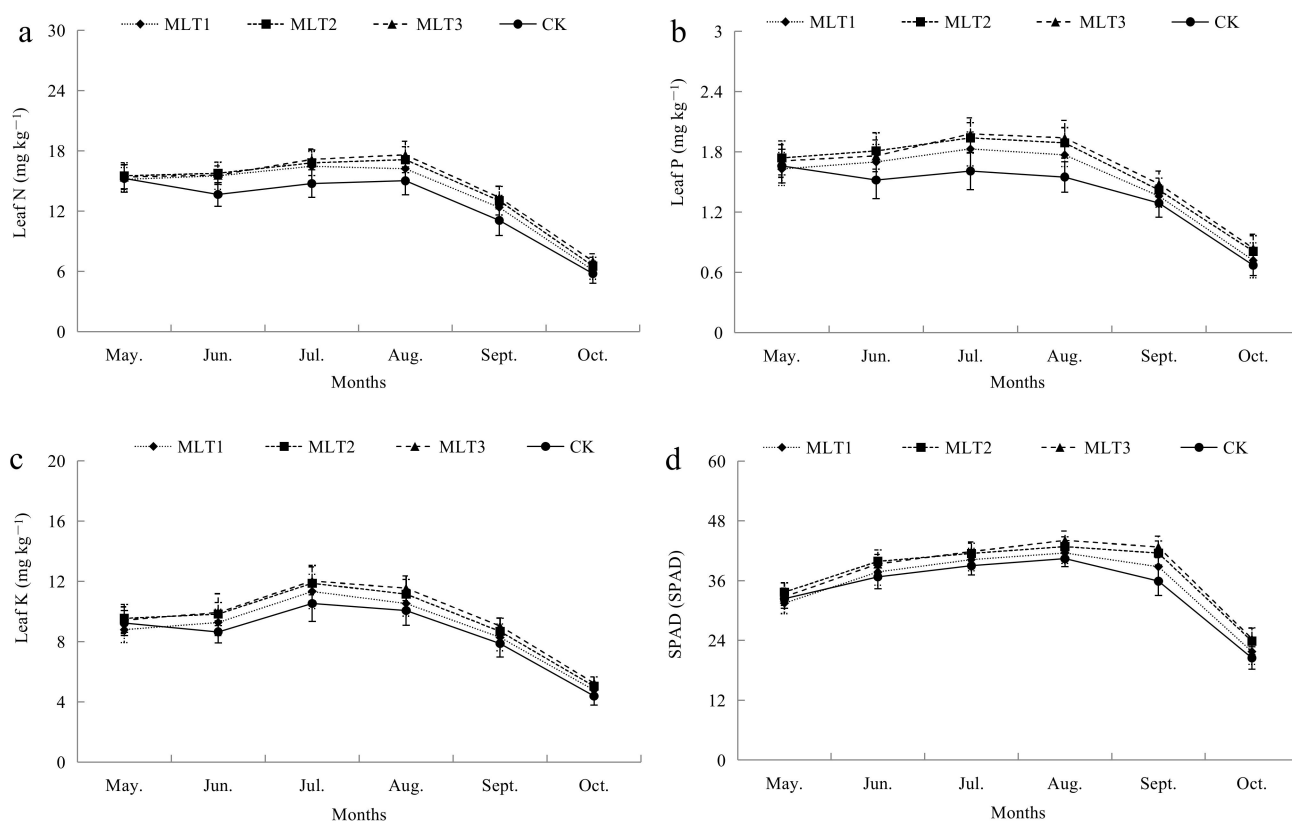 a
MLT1 MLT2 MLT3 CK
30
24
18
12
6
0
Leaf N (mg kg⁻¹)
May. Jun. Jul. Aug. Sept. Oct.
Months
b
MLT1 MLT2 MLT3 CK
3
2.4
1.8
1.2
0.6
0
Leaf P (mg kg⁻¹)
May. Jun. Jul. Aug. Sept. Oct.
Months
c
MLT1 MLT2 MLT3 CK
20
16
12
8
4
0
Leaf K (mg kg⁻¹)
May. Jun. Jul. Aug. Sept. Oct.
Months
d
MLT1 MLT2 MLT3 CK
60
48
36
24
12
0
SPAD (SPAD)
May. Jun. Jul. Aug. Sept. Oct.
Months